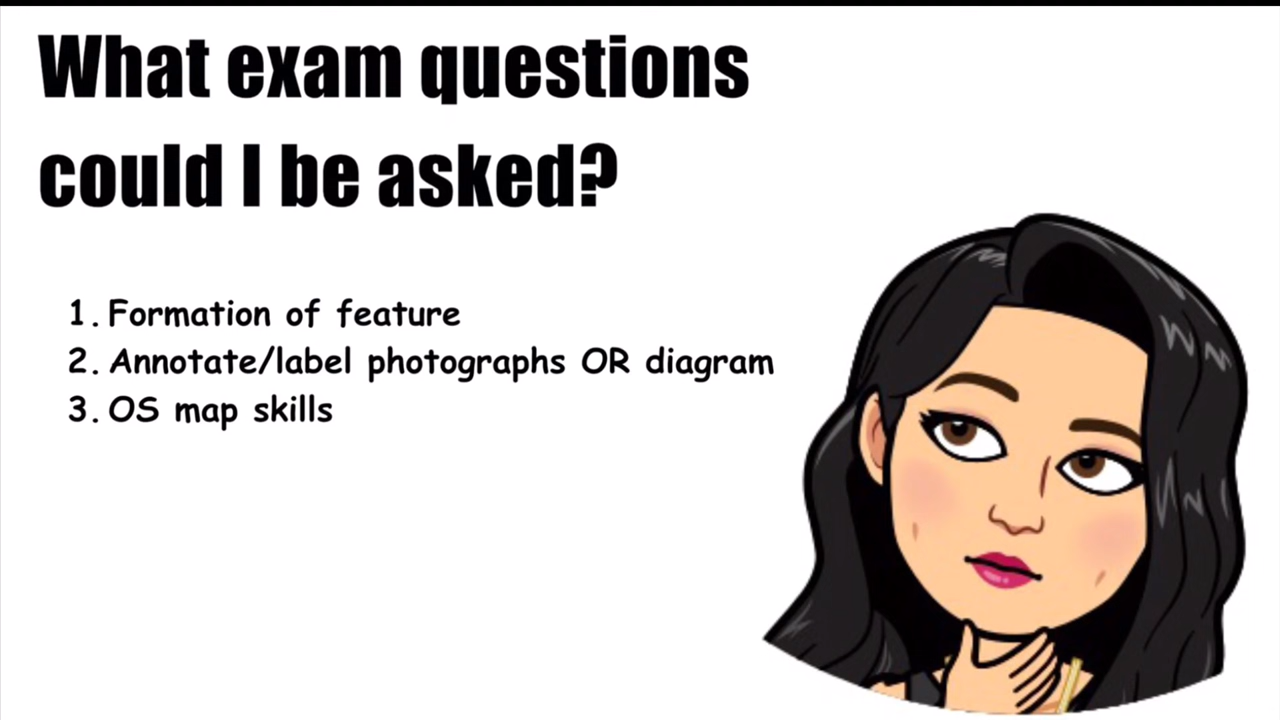 What exam questions
could I be asked?
1. Formation of feature
2. Annotate/label photographs OR diagram
3. OS map skills